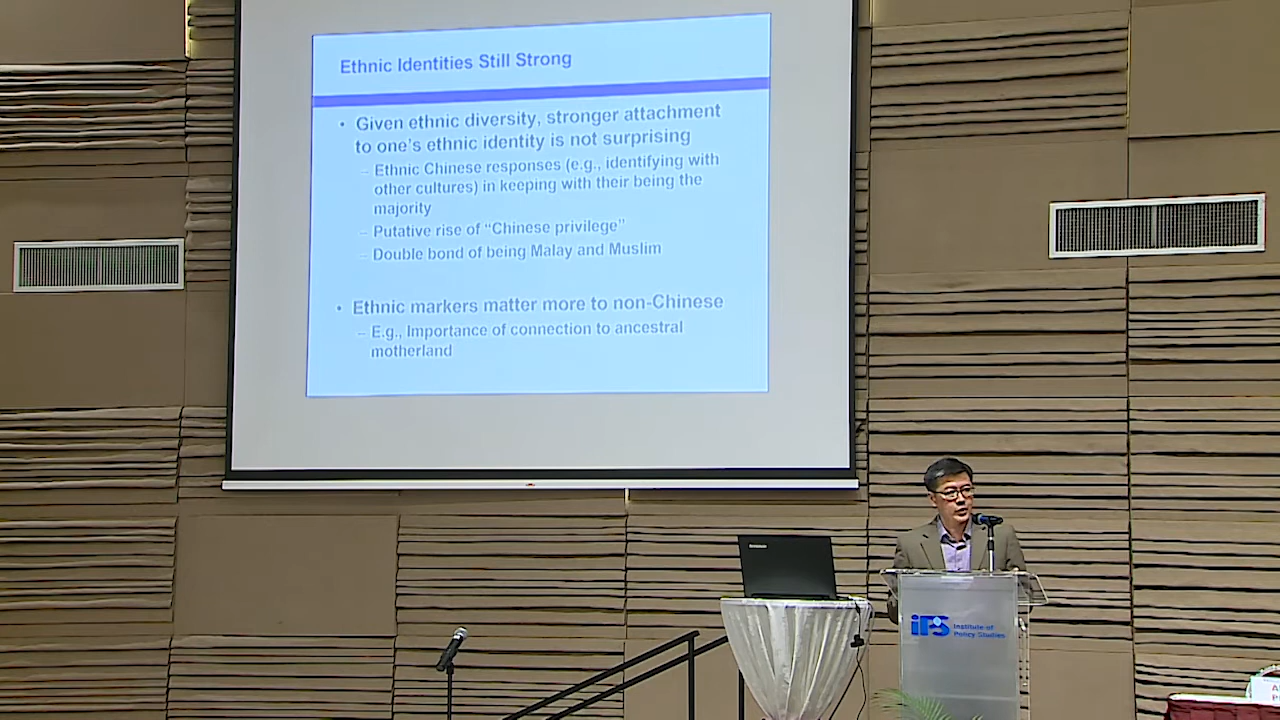 Ethnic Identities Still Strong
• Given ethnic diversity, stronger attachment
to one's ethnic identity is not surprising
– Ethnic Chinese responses (e.g., identifying with
other cultures) in keeping with their being the
majority
– Putative rise of "Chinese privilege"
– Double bond of being Malay and Muslim
• Ethnic markers matter more to non-Chinese
– E.g., Importance of connection to ancestral
motherland
iPS
Institute of
Policy Studies